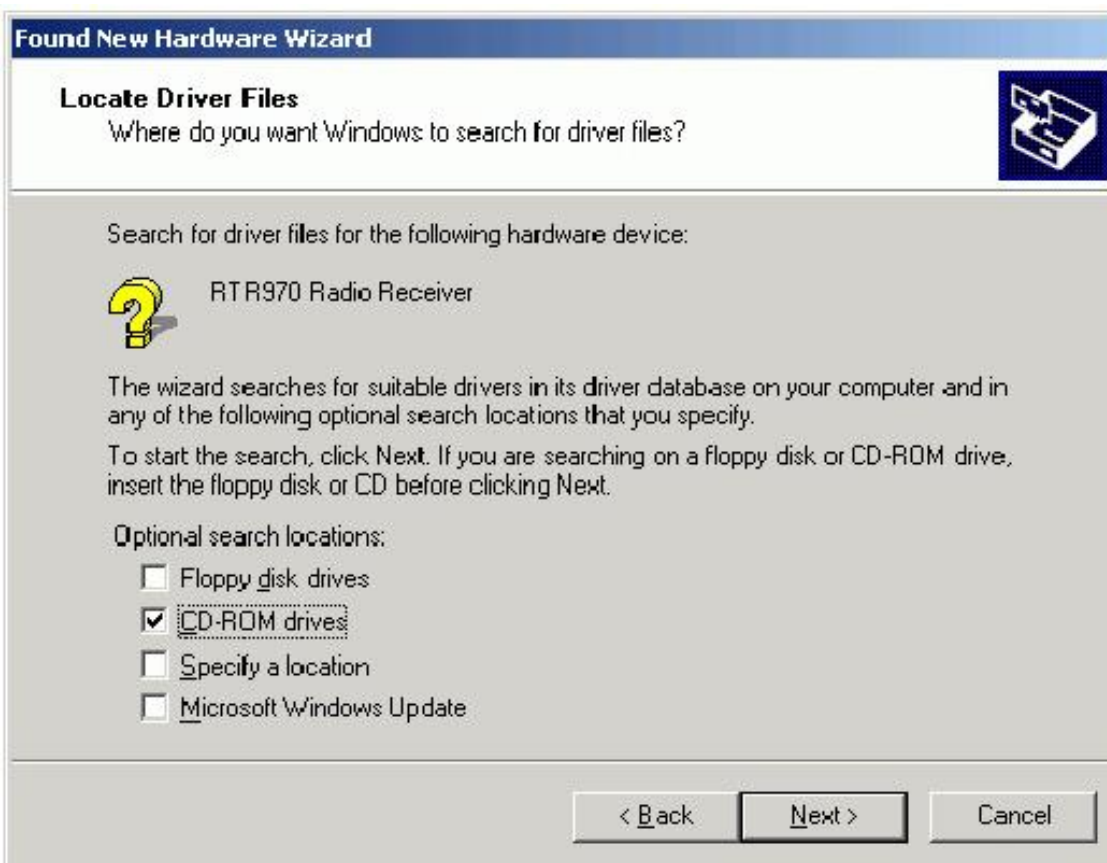 Found New Hardware Wizard
Locate Driver Files
Where do you want Windows to search for driver files?
Search for driver files for the following hardware device:
RTR970 Radio Receiver
The wizard searches for suitable drivers in its driver database on your computer and in
any of the following optional search locations that you specify.
To start the search, click Next. If you are searching on a floppy disk or CD-ROM drive,
insert the floppy disk or CD before clicking Next.
Optional search locations:
Floppy disk drives
CD-ROM drives
Specify a location
Microsoft Windows Update
< Back Next > Cancel